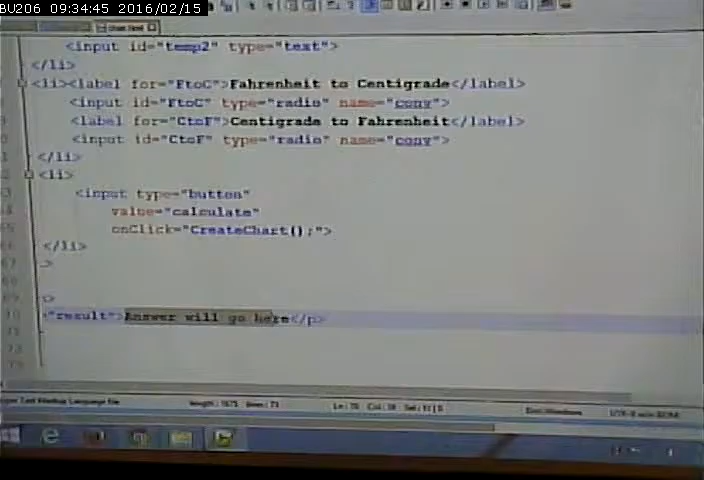 BU206 09:34:45 2016/02/15
<input id="temp2" type="text">
</li>
<li><label for="FtoC">Fahrenheit to Centigrade</label>
<input id="FtoC" type="radio" name="conv">
<label for="CtoF">Centigrade to Fahrenheit</label>
<input id="CtoF" type="radio" name="conv">
</li>
<li>
<input type="button"
value="calculate"
onClick="CreateChart();">
</li>
>
>
"result">Answer will go here</p>